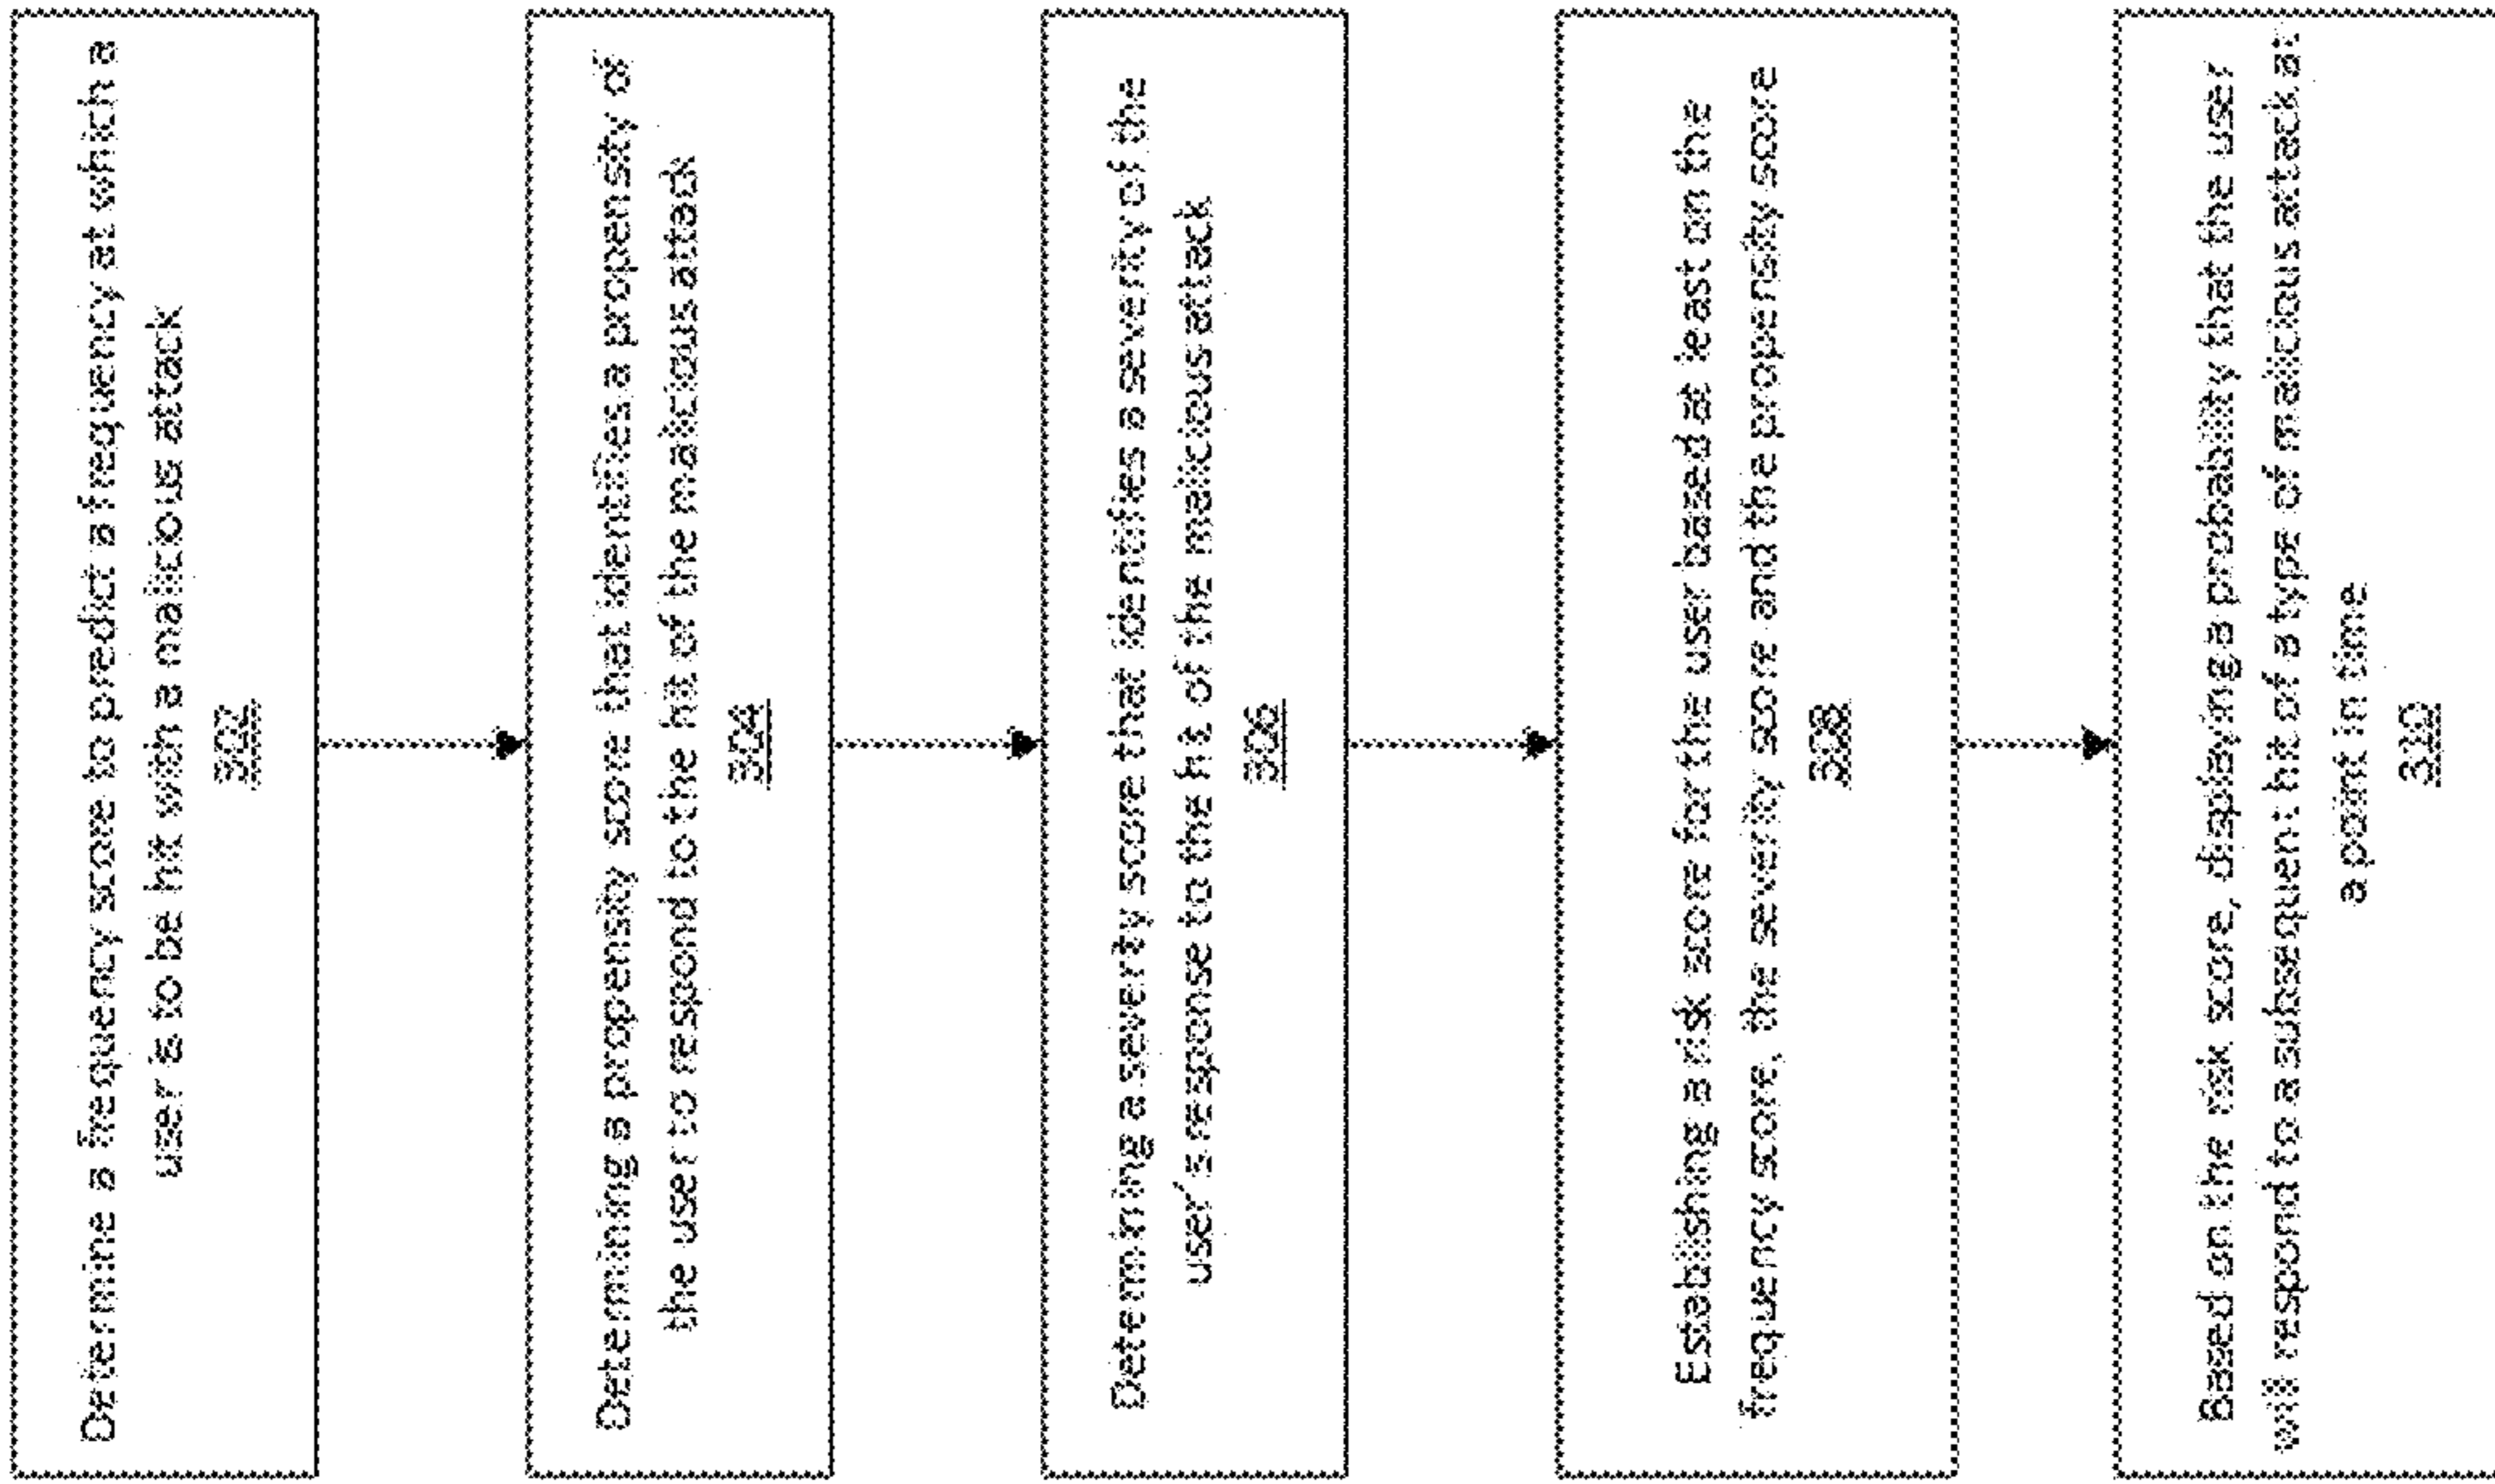 Determine a frequency score to predict a frequency at which a
user is to be hit with a malicious attack
302
Determining a propensity score that identifies a propensity of
the user to respond to the hit of the malicious attack
304
Determining a severity score that identifies a severity of the
user's response to the hit of the malicious attack
306
Establishing a risk score for the user based at least on the
frequency score, the severity score and the propensity score
308
Based on the risk score, displaying a probability that the user
will respond to a subsequent hit of a type of malicious attack at
a point in time
310